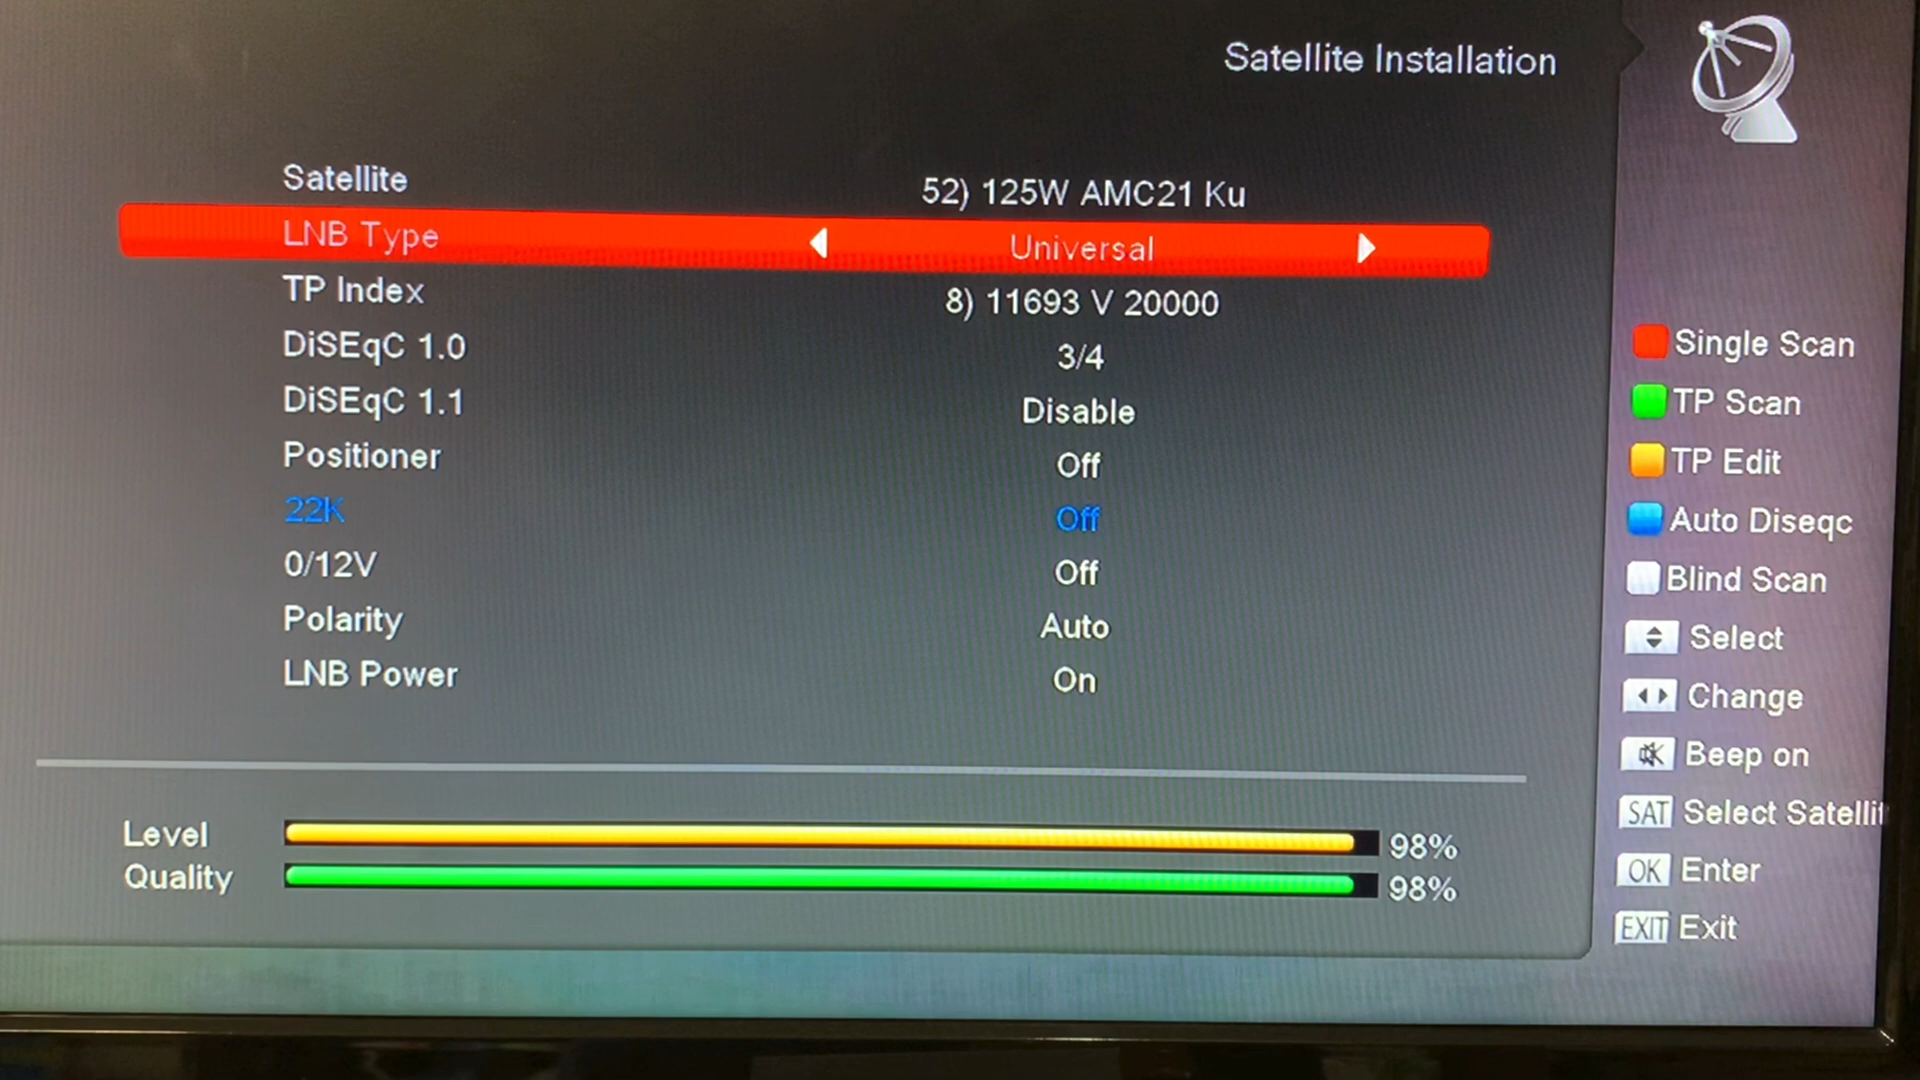 Satellite Installation
Satellite 52) 125W AMC21 Ku
LNB Type Universal
TP Index 8) 11693 V 20000
DiSEqC 1.0 3/4
DiSEqC 1.1 Disable
Positioner Off
22K Off
0/12V Off
Polarity Auto
LNB Power On
Level 98%
Quality 98%
Single Scan
TP Scan
TP Edit
Auto Diseqc
Blind Scan
Select
Change
Beep on
SAT Select Satellit
OK Enter
EXIT Exit